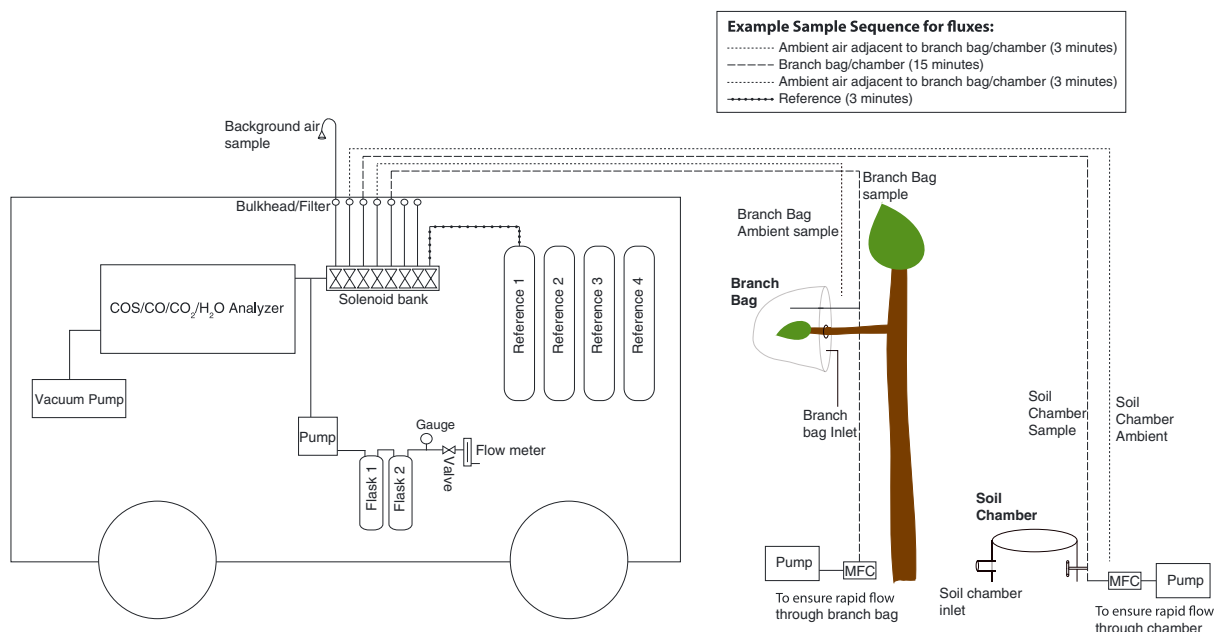 Example Sample Sequence for fluxes:
Ambient air adjacent to branch bag/chamber (3 minutes)
Branch bag/chamber (15 minutes)
Ambient air adjacent to branch bag/chamber (3 minutes)
Reference (3 minutes)
Background air
sample
Bulkhead/Filter
COS/CO/CO₂/H₂O Analyzer
Solenoid bank
Vacuum Pump
Pump
Flask 1
Flask 2
Gauge
Valve
Flow meter
Reference 1
Reference 2
Reference 3
Reference 4
Branch Bag
sample
Branch Bag
Ambient sample
Branch
Bag
Branch
bag Inlet
Pump
MFC
To ensure rapid flow
through branch bag
Soil
Chamber
Sample
Soil
Chamber
Ambient
Soil
Chamber
Soil chamber
inlet
MFC
Pump
To ensure rapid flow
through chamber